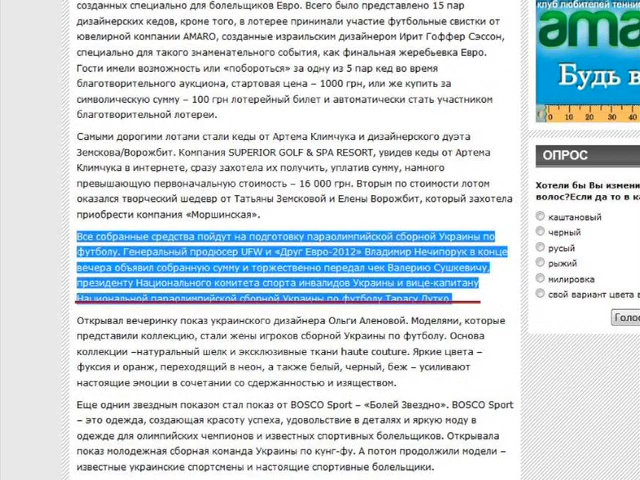 созданных специально для болельщиков Евро. Всего было представлено 15 пар
дизайнерских кедов, кроме того, в лотерее принимали участие футбольные свистки от
ювелирной компании AMARO, созданные израильским дизайнером Ирит Гоффер Сэссон,
специально для такого знаменательного события, как финальная жеребьевка Евро.
Гости имели возможность или «побороться» за одну из 5 пар кед во время
благотворительного аукциона, стартовая цена – 1000 грн, или же купить за
символическую сумму – 100 грн лотерейный билет и автоматически стать участником
благотворительной лотереи.
Самыми дорогими лотами стали кеды от Артема Климчука и дизайнерского дуэта
Земскова/Ворожбит. Компания SUPERIOR GOLF & SPA RESORT, увидев кеды от Артема
Климчука в интернете, сразу захотела их получить, уплатив сумму, намного
превышающую первоначальную стоимость – 16 000 грн. Вторым по стоимости лотом
оказался творческий шедевр от Татьяны Земсковой и Елены Ворожбит, который захотела
приобрести компания «Моршинская».
Все собранные средства пойдут на подготовку параолимпийской сборной Украины по
футболу. Генеральный продюсер UFW и «Друг Евро-2012» Владимир Нечипорук в конце
вечера объявил собранную сумму и торжественно передал чек Валерию Сушкевичу,
президенту Национального комитета спорта инвалидов Украины и вице-капитану
Национальной параолимпийской сборной Украины по футболу Тарасу Дутко.
Открывал вечеринку показ украинского дизайнера Ольги Аленовой. Моделями, которые
представили коллекцию, стали жены игроков сборной Украины по футболу. Основа
коллекции –натуральный шелк и эксклюзивные ткани haute couture. Яркие цвета –
фуксия и оранж, переходящий в неон, а также белый, черный, беж – усиливают
настоящие эмоции в сочетании со сдержанностью и изяществом.
Еще одним звездным показом стал показ от BOSCO Sport – «Болей Звездно». BOSCO Sport
– это одежда, создающая красоту успеха, удовольствие в деталях и яркую моду в
одежде для олимпийских чемпионов и известных спортивных болельщиков. Открывала
показ молодежная сборная команда Украины по кунг-фу. А потом продолжили модели –
известные украинские спортсмены и настоящие спортивные болельщики.
клуб любителей тенни
ama
Будь в
0 10 20 30 40
ОПРОС
Хотели бы Вы измени
волос?Если да то в ка
каштановый
черный
русый
рыжий
милировка
свой вариант цвета в
Голос